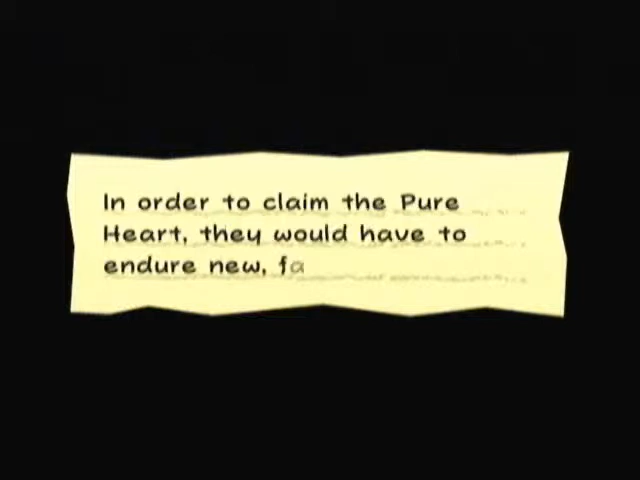 In order to claim the Pure
Heart, they would have to
endure new, fa